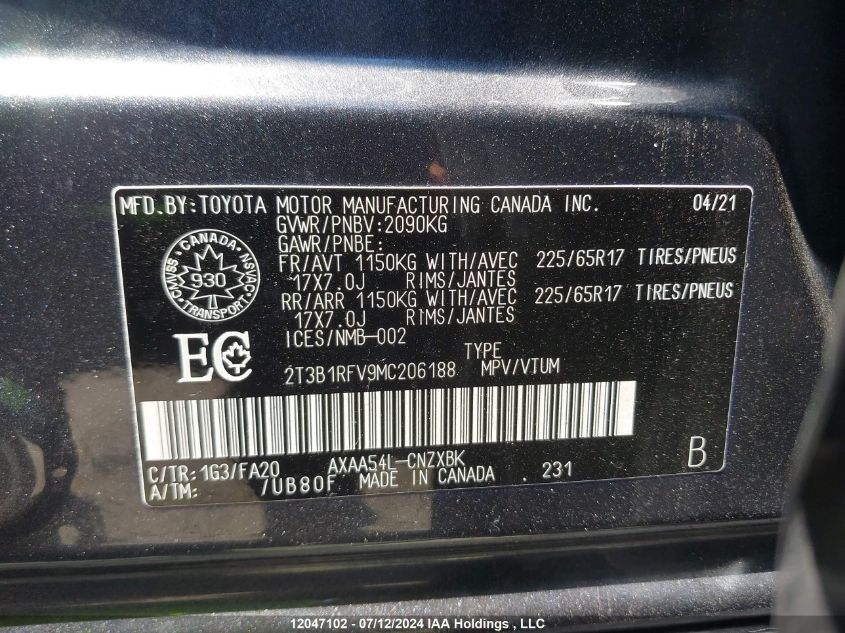 MFD.BY:TOYOTA MOTOR MANUFACTURING CANADA INC. 04/21
GVWR/PNBV:2090KG
GAWR/PNBE:
FR/AVT 1150KG WITH/AVEC 225/65R17 TIRES/PNEUS
17X7.0J RIMS/JANTES
RR/ARR 1150KG WITH/AVEC 225/65R17 TIRES/PNEUS
17X7.0J RIMS/JANTES
ICES/NMB-002
CANADA
CMVSS 930 NSVAC
TRANSPORT
EC
TYPE
2T3B1RFV9MC206188 MPV/VTUM
C/TR:1G3/FA20 AXAA54L-CNZXBK .231 B
A/TM: /UB80F MADE IN CANADA
12047102 - 07/12/2024 IAA Holdings , LLC